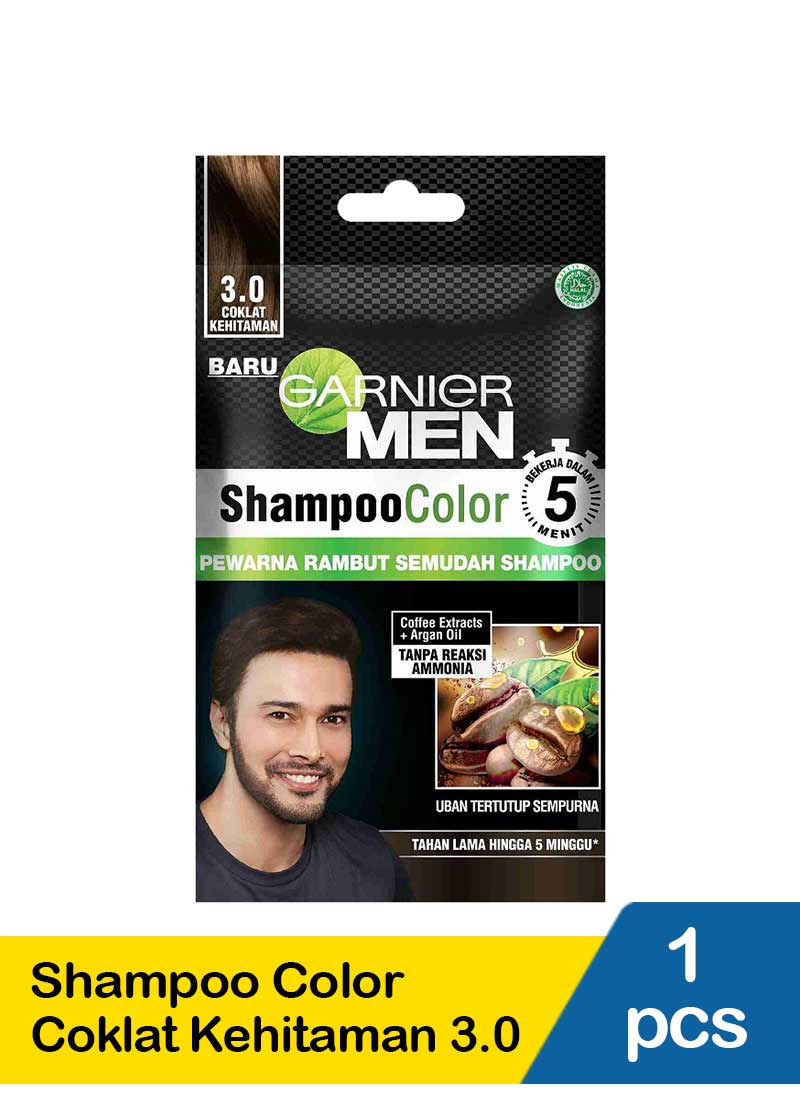 3.0
COKLAT
KEHITAMAN
HALAL
BARU
GARNIER
MEN
ShampooColor
BEKERJA DALAM
5
MENIT
PEWARNA RAMBUT SEMUDAH SHAMPOO
Coffee Extracts
+ Argan Oil
TANPA REAKSI
AMMONIA
UBAN TERTUTUP SEMPURNA
TAHAN LAMA HINGGA 5 MINGGU*
Shampoo Color
Coklat Kehitaman 3.0
1
pcs